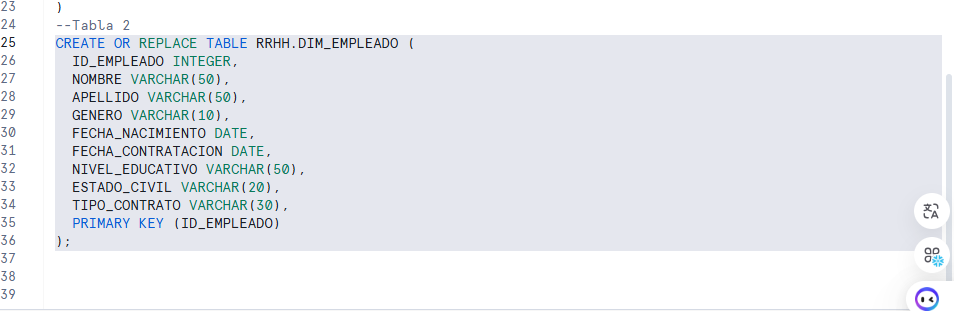 23 )
24 --Tabla 2
25 CREATE OR REPLACE TABLE RRHH.DIM_EMPLEADO (
26 ID_EMPLEADO INTEGER,
27 NOMBRE VARCHAR(50),
28 APELLIDO VARCHAR(50),
29 GENERO VARCHAR(10),
30 FECHA_NACIMIENTO DATE,
31 FECHA_CONTRATACION DATE,
32 NIVEL_EDUCATIVO VARCHAR(50),
33 ESTADO_CIVIL VARCHAR(20),
34 TIPO_CONTRATO VARCHAR(30),
35 PRIMARY KEY (ID_EMPLEADO)
36 );
37
38
39